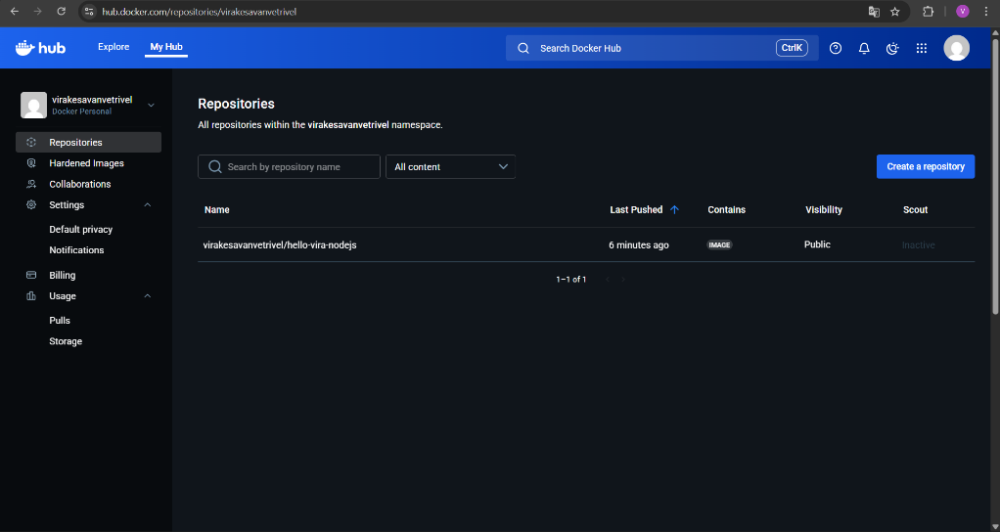 hub.docker.com/repositories/virakesavanvetrivel
V
hub
Explore
My Hub
Search Docker Hub
CtrlK
virakesavanvetrivel
Docker Personal
Repositories
Hardened Images
Collaborations
Settings
Default privacy
Notifications
Billing
Usage
Pulls
Storage
Repositories
All repositories within the virakesavanvetrivel namespace.
Search by repository name
All content
Create a repository
Name Last Pushed Contains Visibility Scout
virakesavanvetrivel/hello-vira-nodejs 6 minutes ago IMAGE Public Inactive
1–1 of 1